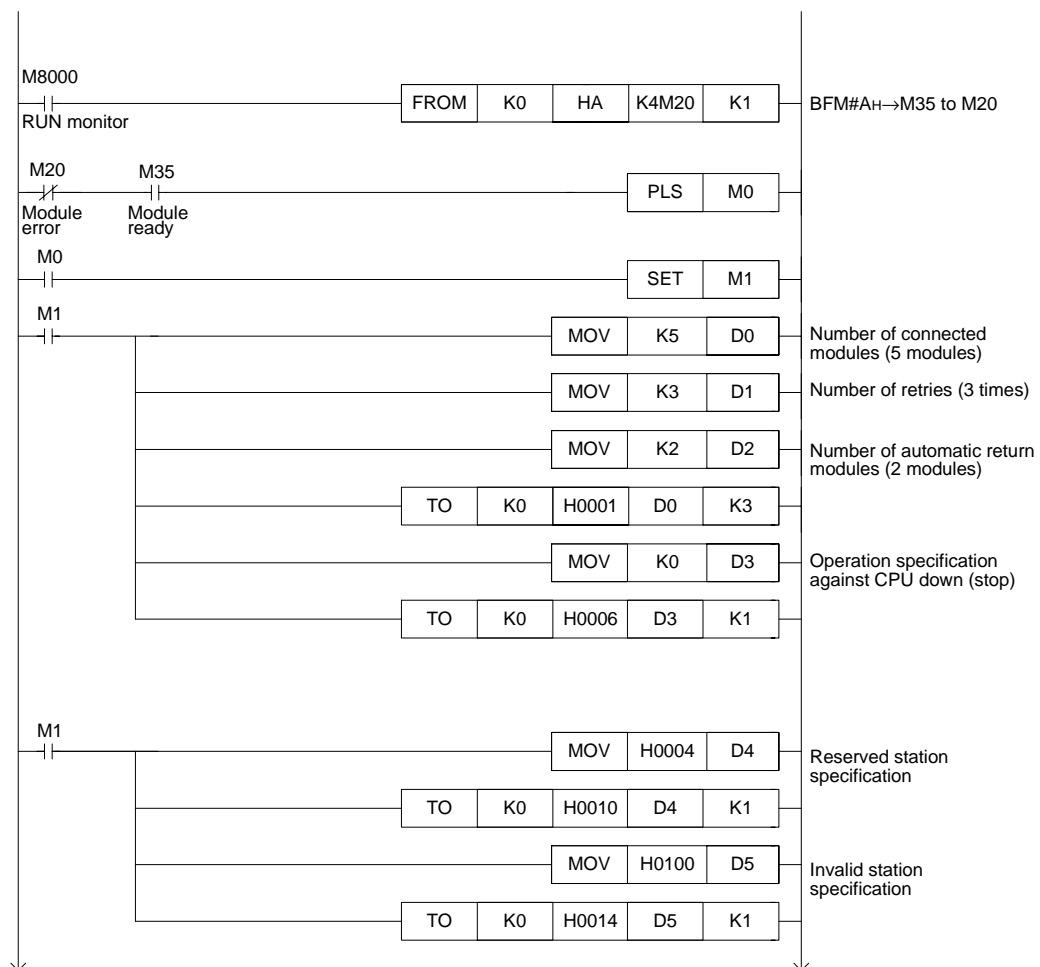 M8000
RUN monitor
FROM K0 HA K4M20 K1
BFM#AH→M35 to M20
M20
Module
error
M35
Module
ready
PLS M0
M0
SET M1
M1
MOV K5 D0
Number of connected
modules (5 modules)
MOV K3 D1
Number of retries (3 times)
MOV K2 D2
Number of automatic return
modules (2 modules)
TO K0 H0001 D0 K3
MOV K0 D3
Operation specification
against CPU down (stop)
TO K0 H0006 D3 K1
M1
MOV H0004 D4
Reserved station
specification
TO K0 H0010 D4 K1
MOV H0100 D5
Invalid station
specification
TO K0 H0014 D5 K1